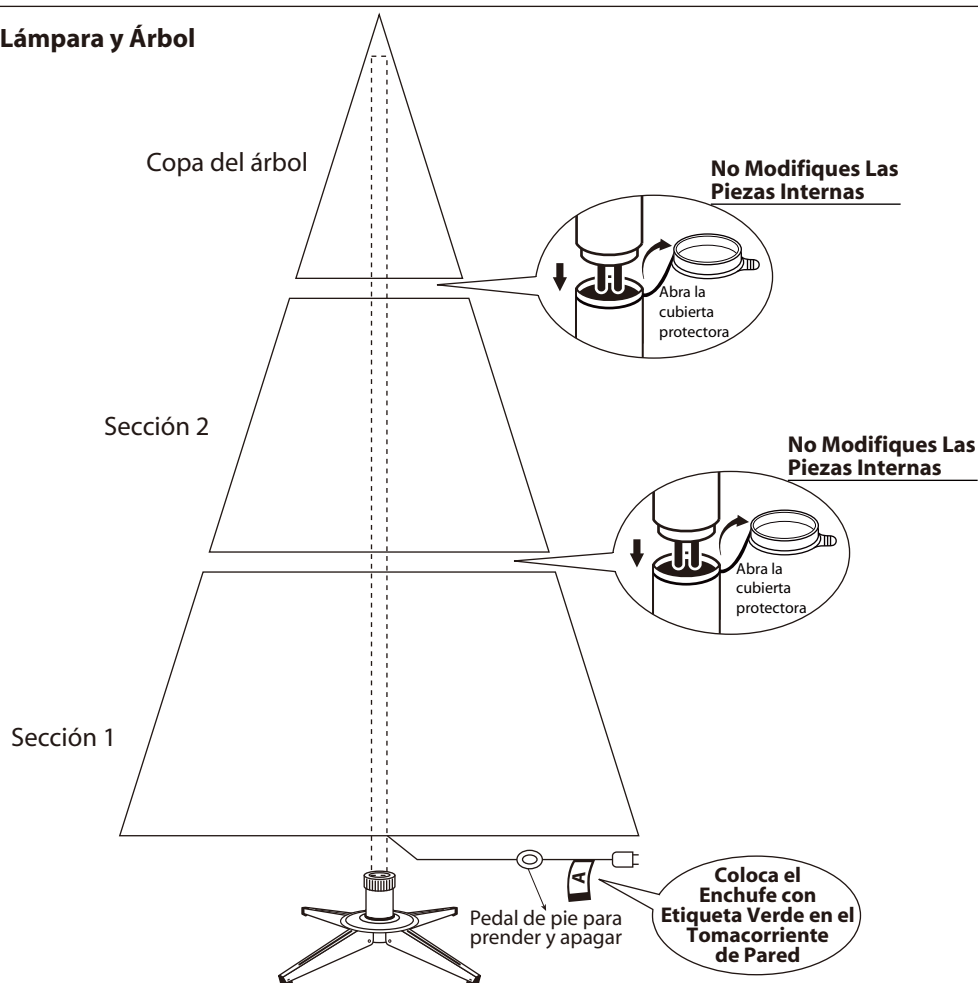 Lámpara y Árbol
Copa del árbol
No Modifiques Las
Piezas Internas
Abra la
cubierta
protectora
Sección 2
No Modifiques Las
Piezas Internas
Abra la
cubierta
protectora
Sección 1
A
Pedal de pie para
prender y apagar
Coloca el
Enchufe con
Etiqueta Verde en el
Tomacorriente
de Pared